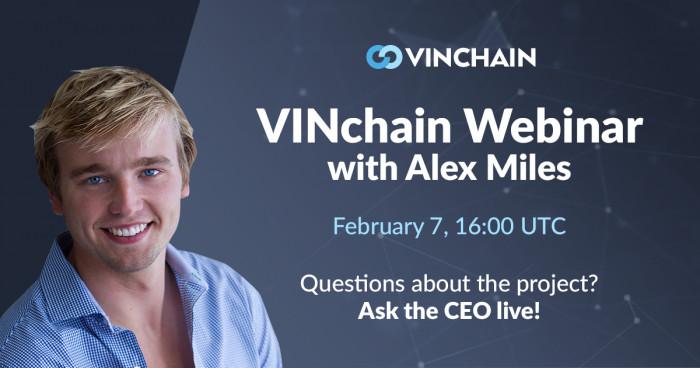 VINCHAIN
VINchain Webinar
with Alex Miles
February 7, 16:00 UTC
Questions about the project?
Ask the CEO live!